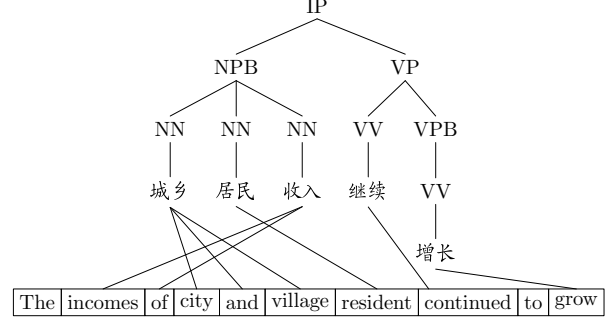 IP
NPB VP
NN NN NN VV VPB
城乡 居民 收入 继续 VV
增长
The incomes of city and village resident continued to grow